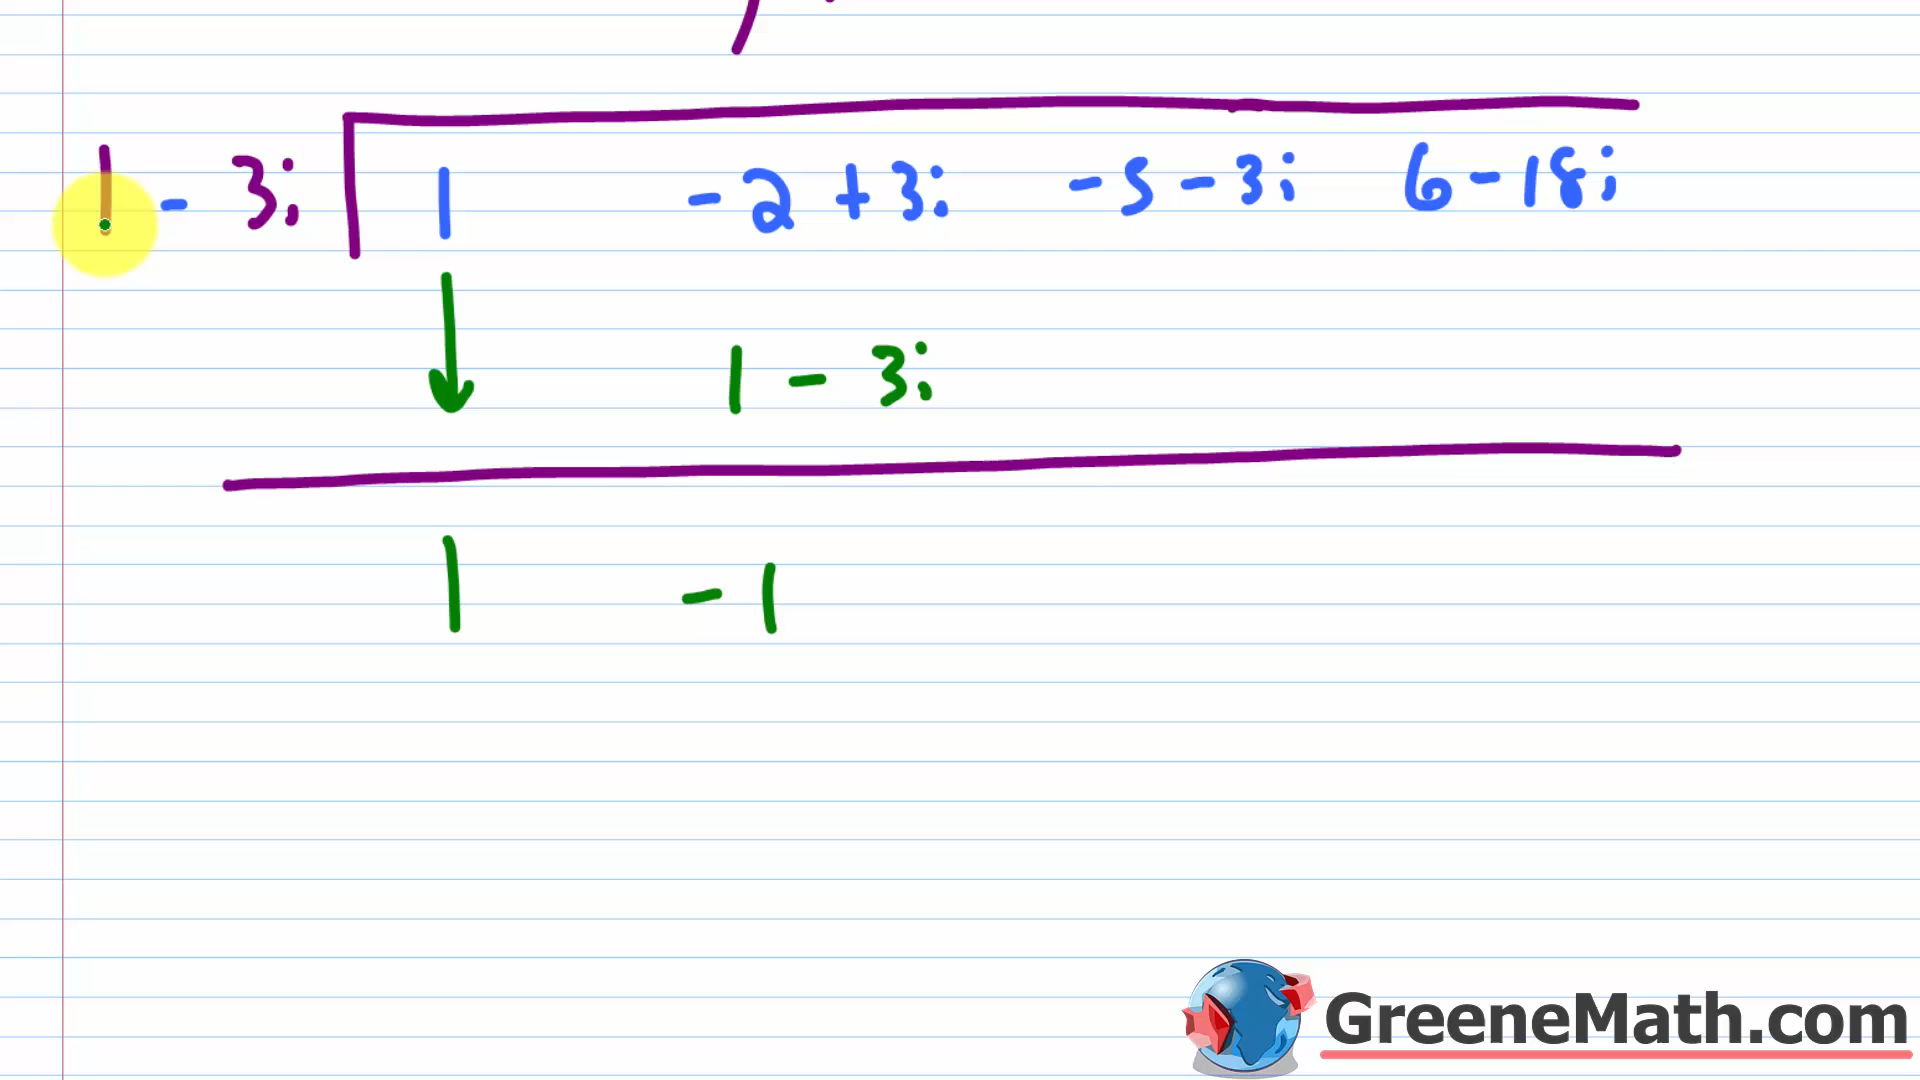 1 - 3i 1 - 2 + 3i - 5 - 3i 6 - 18i
1 - 3i
1 - 1
GreeneMath.com